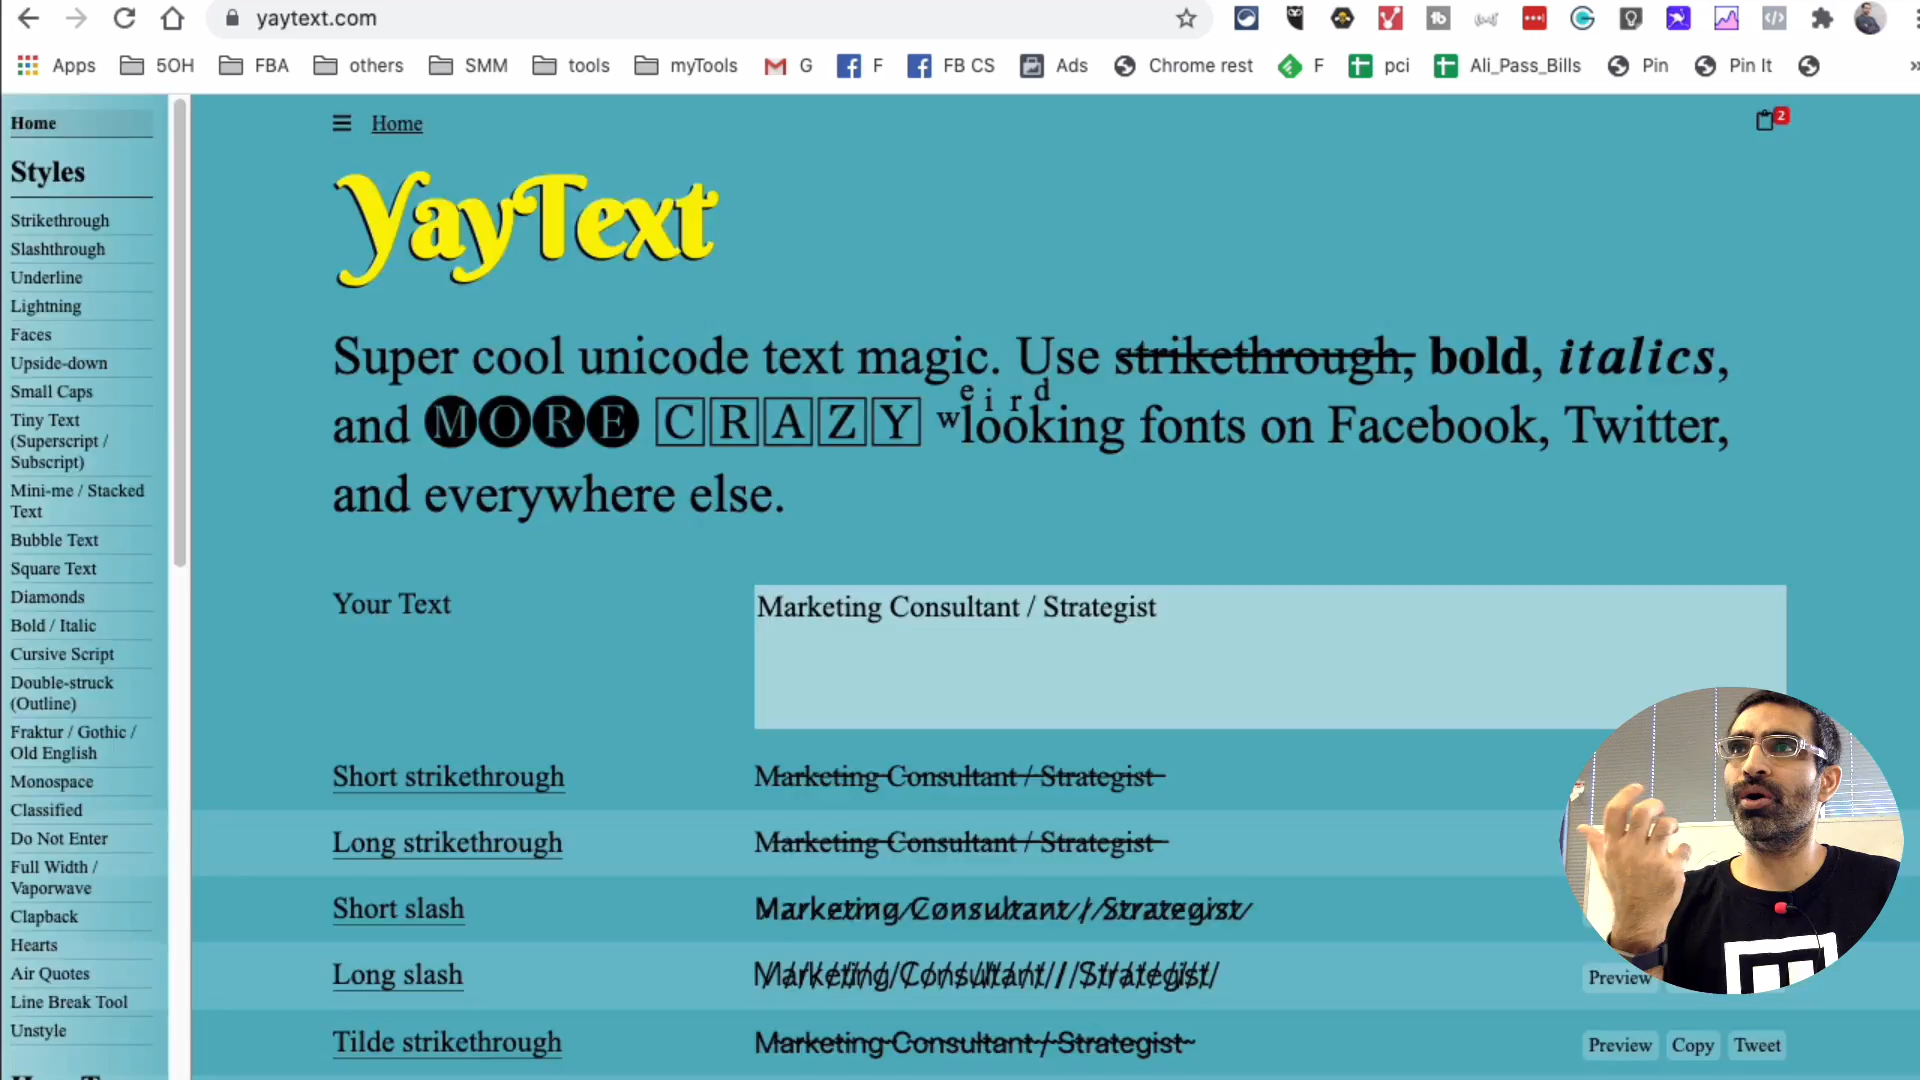 yaytext.com
Apps 5OH FBA others SMM tools myTools G F FB CS Ads Chrome rest F pci Ali_Pass_Bills Pin Pin It »
Home
Styles
Strikethrough
Slashthrough
Underline
Lightning
Faces
Upside-down
Small Caps
Tiny Text
(Superscript /
Subscript)
Mini-me / Stacked
Text
Bubble Text
Square Text
Diamonds
Bold / Italic
Cursive Script
Double-struck
(Outline)
Fraktur / Gothic /
Old English
Monospace
Classified
Do Not Enter
Full Width /
Vaporwave
Clapback
Hearts
Air Quotes
Line Break Tool
Unstyle
Home
2
YayText
Super cool unicode text magic. Use strikethrough, bold, italics,
and MORE CRAZY weird looking fonts on Facebook, Twitter,
and everywhere else.
Your Text Marketing Consultant / Strategist
Short strikethrough Marketing Consultant / Strategist
Long strikethrough Marketing Consultant / Strategist
Short slash Marketing Consultant / Strategist
Long slash Marketing Consultant / Strategist Preview
Tilde strikethrough Marketing Consultant / Strategist Preview Copy Tweet